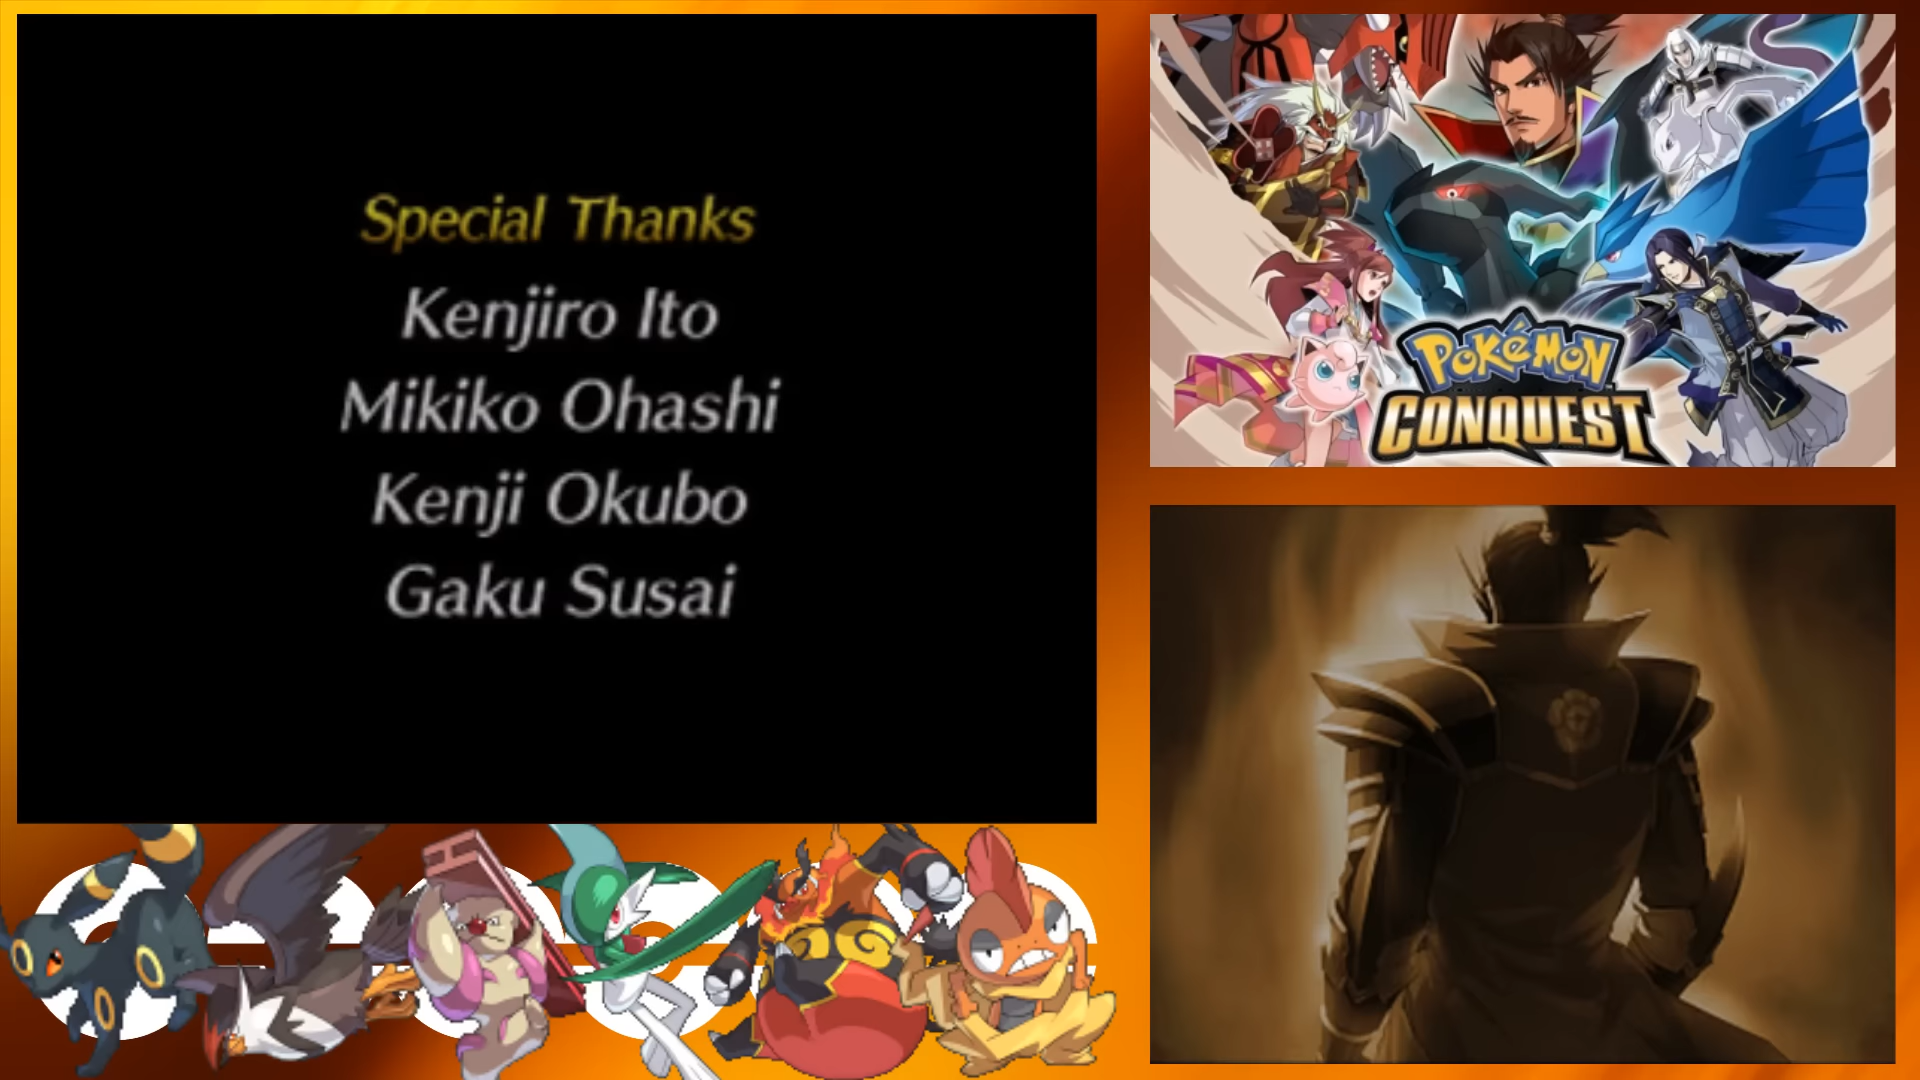 Special Thanks
Kenjiro Ito
Mikiko Ohashi
Kenji Okubo
Gaku Susai
POKéMON
CONQUEST